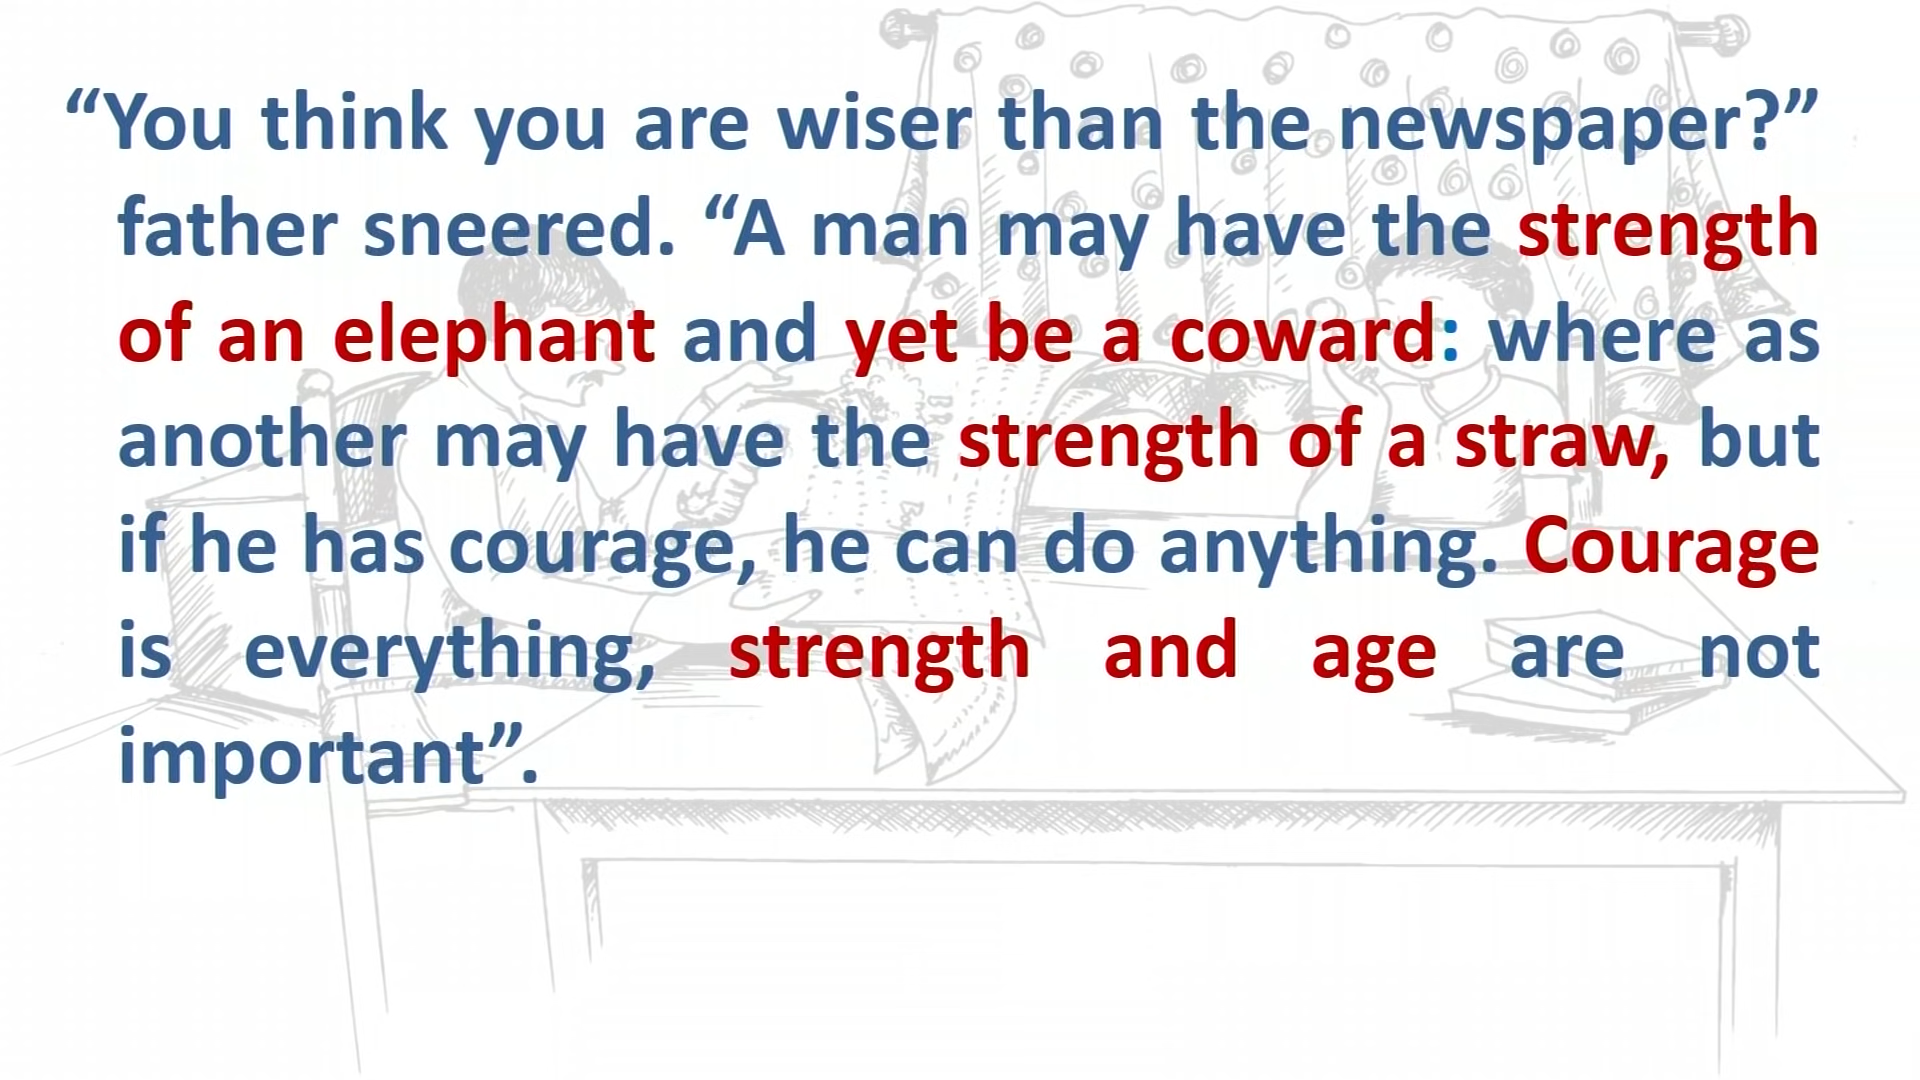 “You think you are wiser than the newspaper?”
father sneered. “A man may have the strength
of an elephant and yet be a coward: where as
another may have the strength of a straw, but
if he has courage, he can do anything. Courage
is everything, strength and age are not
important”.